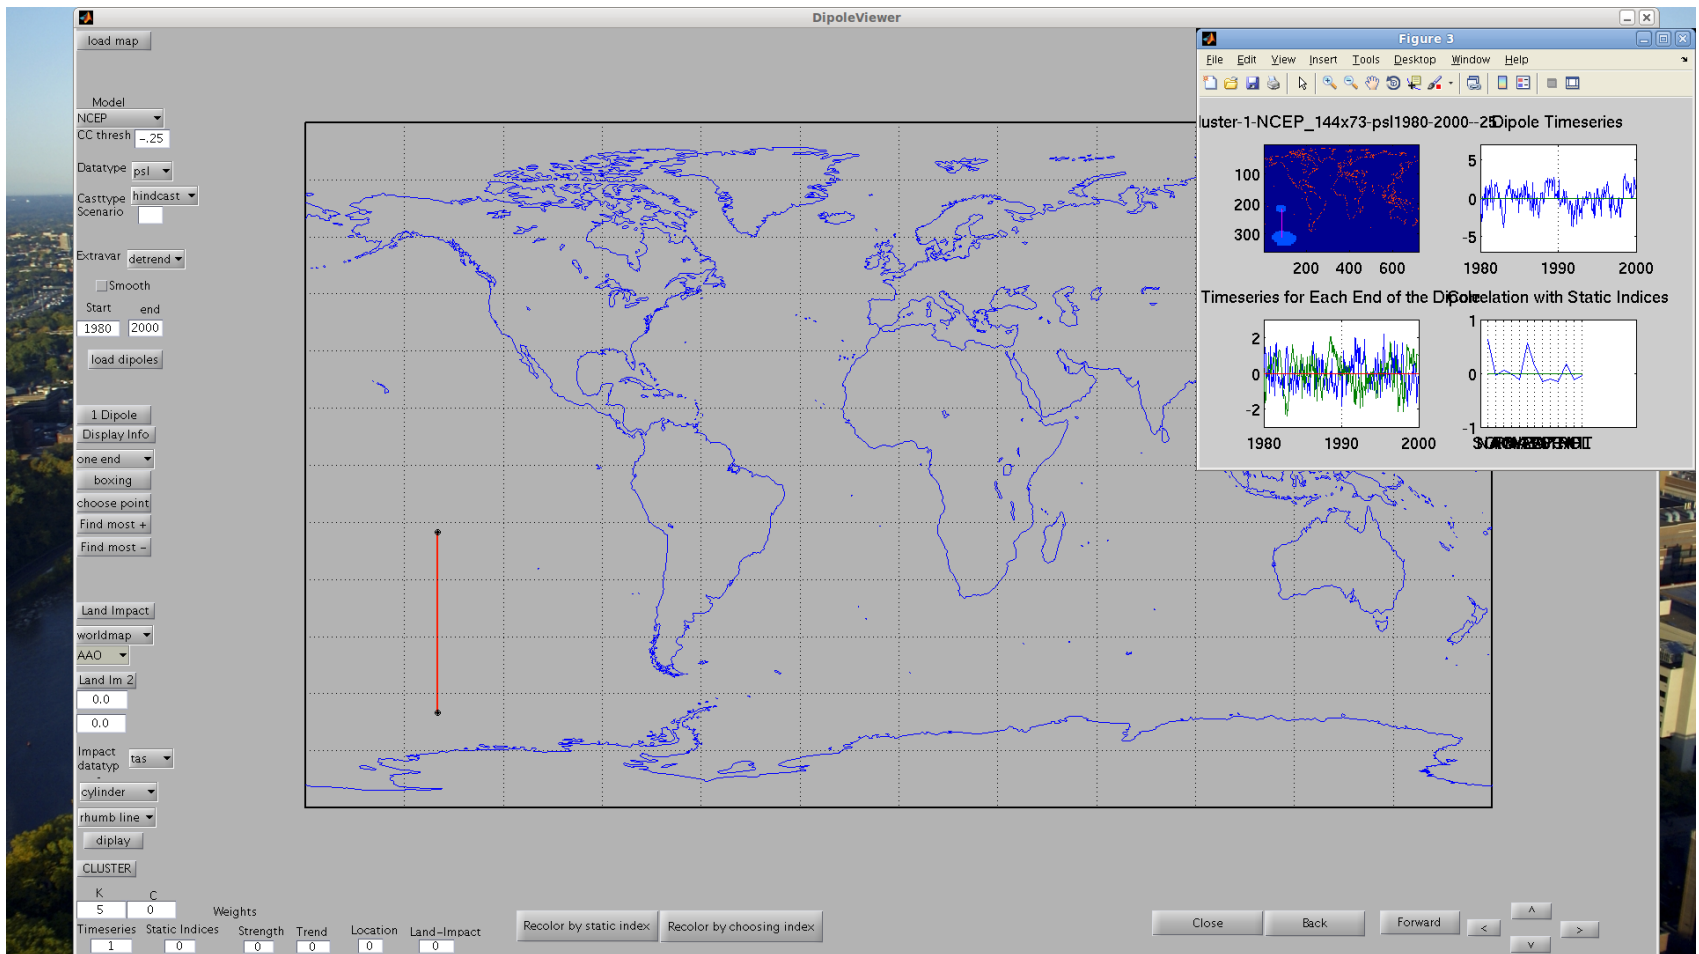 DipoleViewer
load map
Model
NCEP
CC thresh -.25
Datatype psl
Casttype hindcast
Scenario
Extravar detrend
Smooth
Start end
1980 2000
load dipoles
1 Dipole
Display Info
one end
boxing
choose point
Find most +
Find most -
Land Impact
worldmap
AAO
Land Im 2
0.0
0.0
Impact
datatyp tas
cylinder
rhumb line
diplay
CLUSTER
K C
5 0
Weights
Timeseries Static Indices Strength Trend Location Land-Impact
1 0 0 0 0 0
Recolor by static index Recolor by choosing index
Close Back Forward < ^ v >
Figure 3
File Edit View Insert Tools Desktop Window Help
luster-1-NCEP_144x73-psl1980-2000--25
Dipole Timeseries
100
200
300
200 400 600
5
0
-5
1980 1990 2000
Timeseries for Each End of the Dipole
Correlation with Static Indices
2
0
-2
1980 1990 2000
1
0
-1